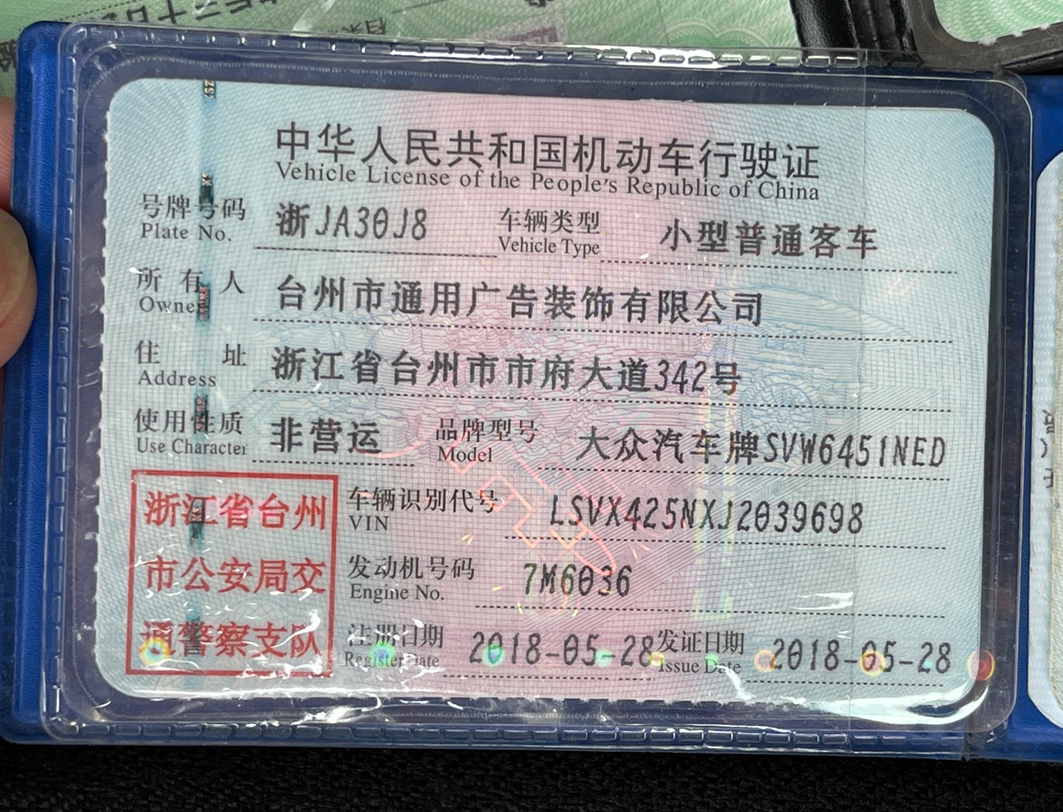 中华人民共和国机动车行驶证
Vehicle License of the People's Republic of China
号牌号码 浙JA30J8 车辆类型 小型普通客车
Plate No. Vehicle Type
所有人 台州市通用广告装饰有限公司
Owner
住址 浙江省台州市市府大道342号
Address
使用性质 非营运 品牌型号 大众汽车牌SVW6451NED
Use Character Model
浙江省台州 车辆识别代号 LSVX425NXJ2039698
VIN
市公安局交 发动机号码 7M6036
Engine No.
通警察支队 注册日期 2018-05-28 发证日期 2018-05-28
Register Date Issue Date